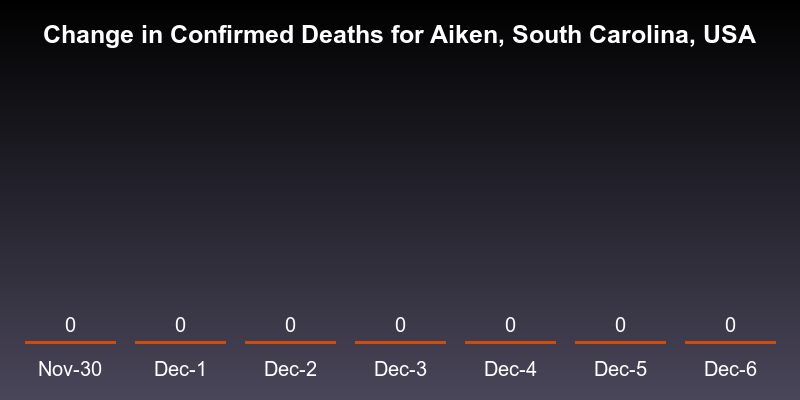 Change in Confirmed Deaths for Aiken, South Carolina, USA
0 0 0 0 0 0 0
Nov-30 Dec-1 Dec-2 Dec-3 Dec-4 Dec-5 Dec-6